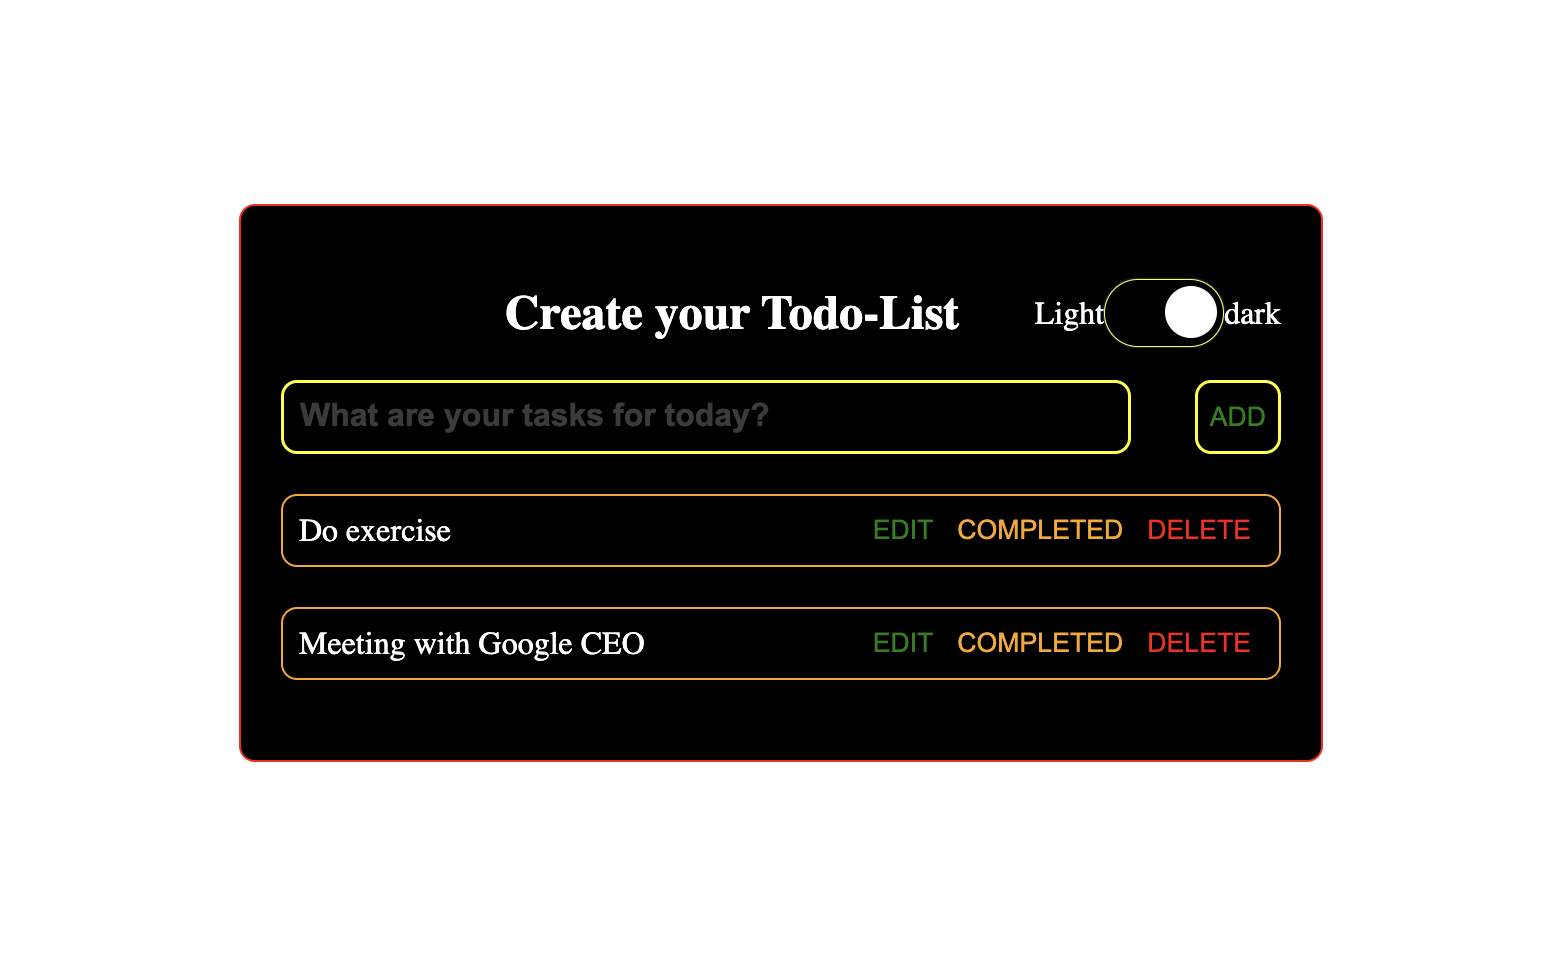 Create your Todo-List Light dark
What are your tasks for today? ADD
Do exercise EDIT COMPLETED DELETE
Meeting with Google CEO EDIT COMPLETED DELETE